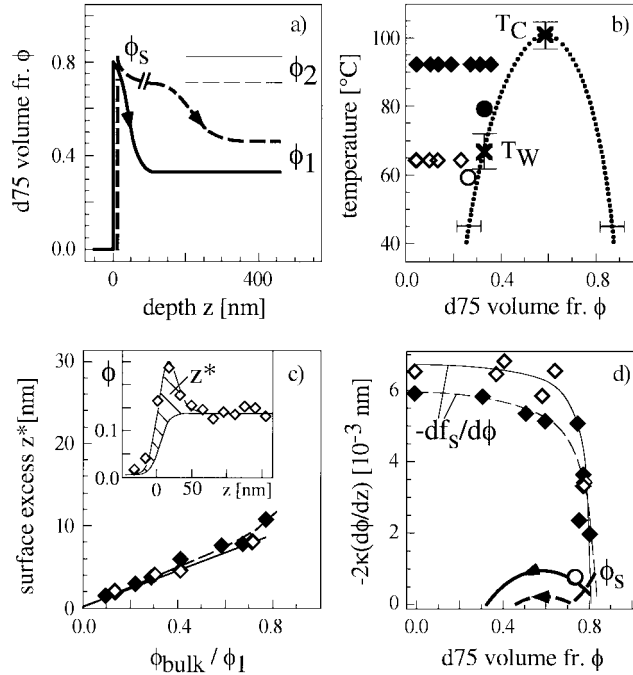 a)
ϕs
ϕ2
ϕ1
0.8
0.4
0.0
0
200
400
d75 volume fr. ϕ
depth z [nm]
b)
TC
TW
100
80
60
40
0.0
0.4
0.8
temperature [°C]
d75 volume fr. ϕ
c)
ϕ
z*
0.1
0.0
0
50
z [nm]
30
20
10
0
0.0
0.4
0.8
surface excess z* [nm]
ϕbulk / ϕ1
d)
-dfs/dϕ
ϕs
6
4
2
0
0.0
0.4
0.8
-2κ(dϕ/dz) [10-3 nm]
d75 volume fr. ϕ